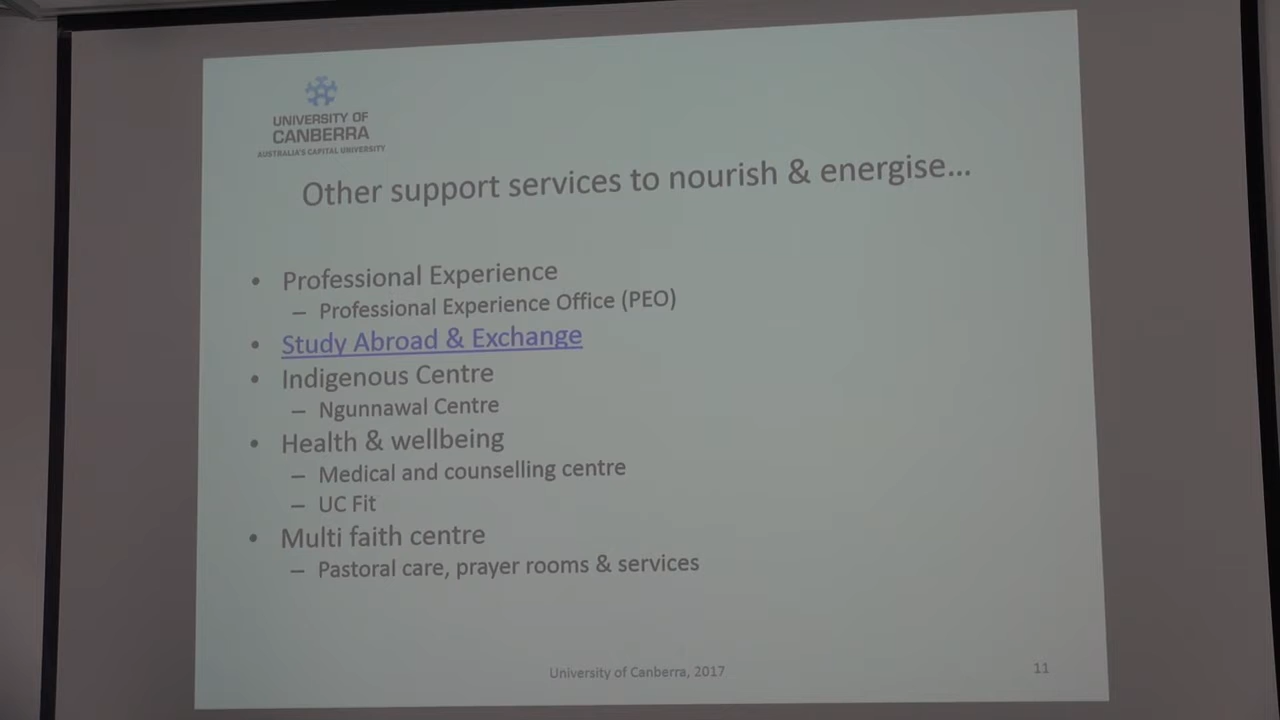 UNIVERSITY OF
CANBERRA
AUSTRALIA'S CAPITAL UNIVERSITY
Other support services to nourish & energise...
• Professional Experience
– Professional Experience Office (PEO)
• Study Abroad & Exchange
• Indigenous Centre
– Ngunnawal Centre
• Health & wellbeing
– Medical and counselling centre
– UC Fit
• Multi faith centre
– Pastoral care, prayer rooms & services
University of Canberra, 2017
11